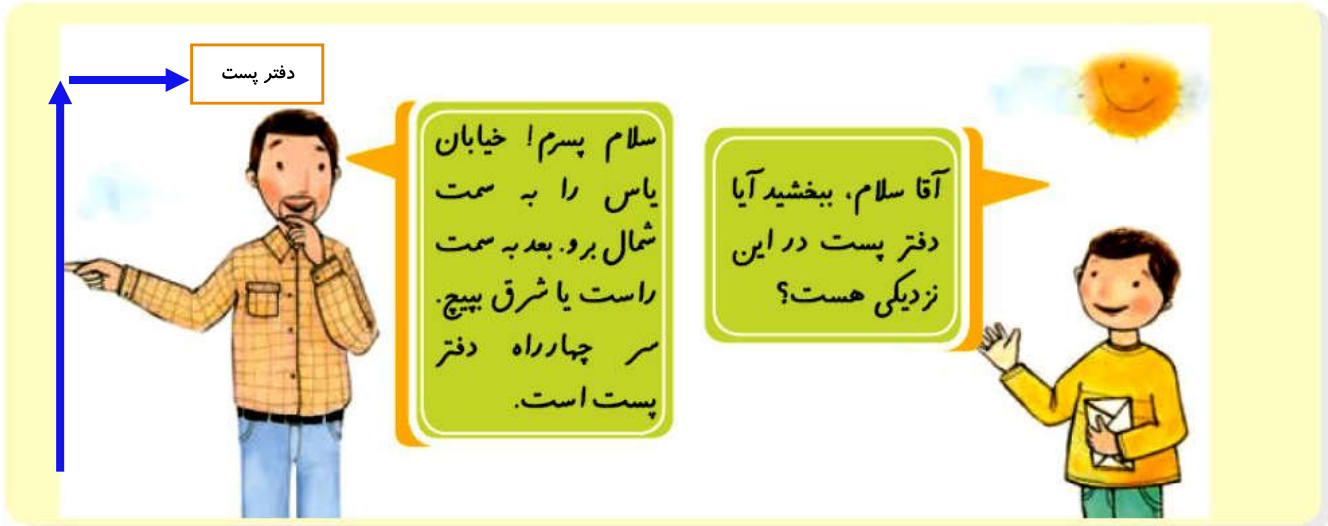 دفتر پست
آقا سلام، ببخشید آیا
دفتر پست در این
نزدیکی هست؟
سلام پسرم! خیابان
یاس را به سمت
شمال برو. بعد به سمت
راست یا شرق بپیچ.
سر چهارراه دفتر
پست است.